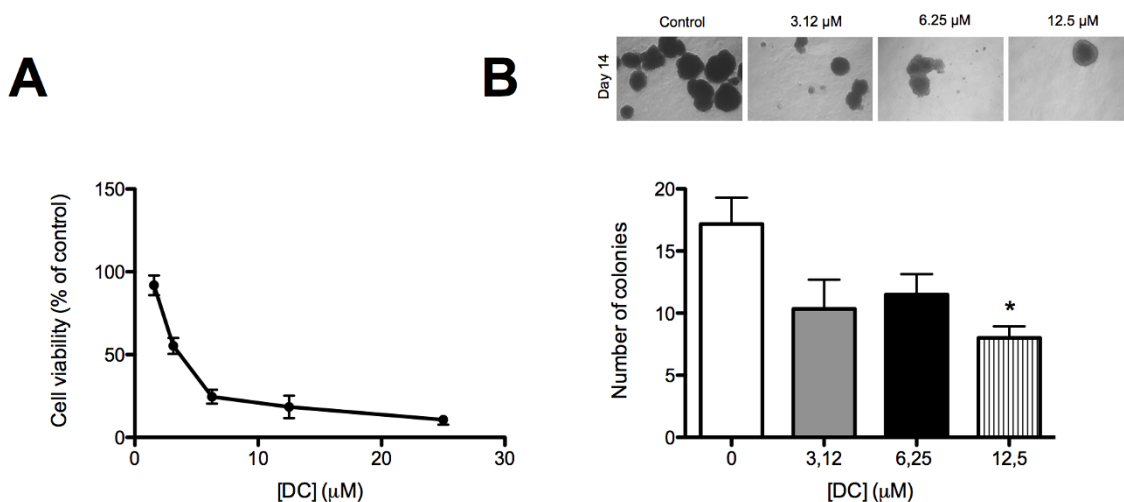 A
B
Control
3.12 µM
6.25 µM
12.5 µM
Day 14
Cell viability (% of control)
150
100
50
0
0
10
20
30
[DC] (µM)
Number of colonies
20
15
10
5
0
*
0
3,12
6,25
12,5
[DC] (µM)